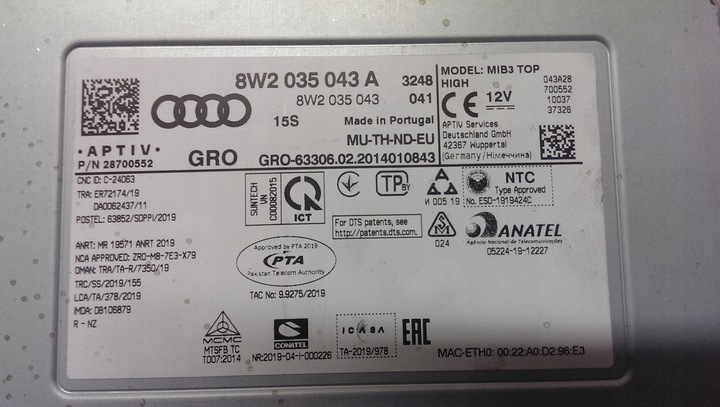 8W2 035 043 A 3248
8W2 035 043 041
15S Made in Portugal
MU-TH-ND-EU
GRO GRO-63306.02.2014010843
· APTIV ·
P/N 28700552
MODEL: MIB3 TOP
HIGH
CE 12V
043A28
700552
10037
37326
APTIV Services
Deutschland GmbH
42367 Wuppertal
(Germany/Німеччина)
CNC ID: C-24063
TRA: ER72174/19
DA0062437/11
POSTEL: 63852/SDPPI/2019
ANRT: MR 19571 ANRT 2019
NCA APPROVED: ZRO-M8-7E3-X79
OMAN: TRA/TA-R/7350/19
TRC/SS/2019/155
LCA/TA/378/2019
IMDA: DB106879
R - NZ
SUNTECH
VN
C00082015
ICT
TP
BY
И 005 19
NTC
Type Approved
No. ESD-1919424C
For DTS patents, see
http://patents.dts.com.
024
ANATEL
Agência Nacional de Telecomunicações
05224-19-12227
Approved by PTA 2019
PTA
Pakistan Telecom Authority
TAC No: 9.9275/2019
MCMC
MTSFB TC
T007:2014
CONATEL
NR:2019-04-I-000226
ICASA
TA-2019/978
EAC
MAC-ETH0: 00:22:A0:D2:96:E3